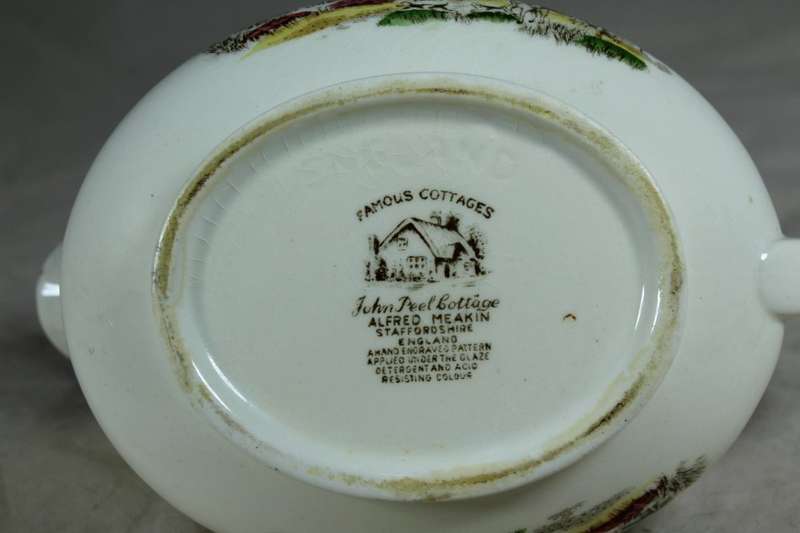 FAMOUS COTTAGES
John Peel Cottage
ALFRED MEAKIN
STAFFORDSHIRE
ENGLAND
A HAND ENGRAVED PATTERN
APPLIED UNDER THE GLAZE
DETERGENT AND ACID
RESISTING COLOUR